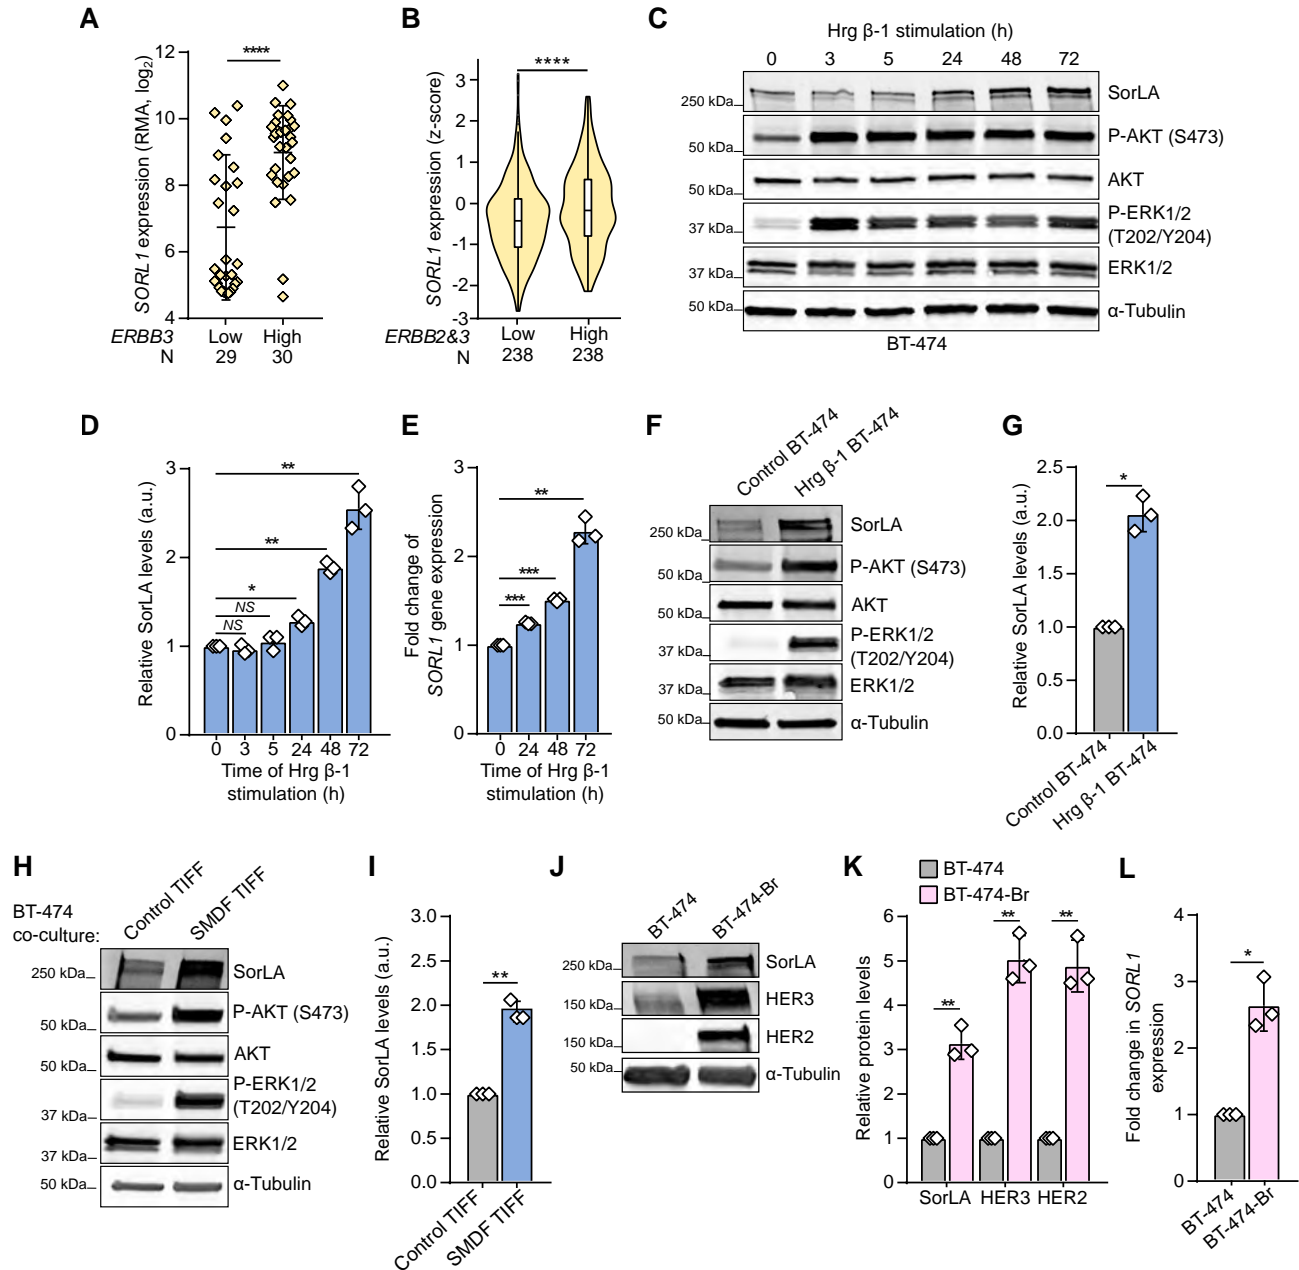 A
SORL1 expression (RMA, log2)
12
10
8
6
4
****
ERBB3 Low High
N 29 30
B
SORL1 expression (z-score)
3
2
1
0
-1
-2
-3
****
ERBB2&3 Low High
N 238 238
C
Hrg β-1 stimulation (h)
0 3 5 24 48 72
250 kDa SorLA
50 kDa P-AKT (S473)
50 kDa AKT
37 kDa P-ERK1/2
(T202/Y204)
37 kDa ERK1/2
50 kDa α-Tubulin
BT-474
D
Relative SorLA levels (a.u.)
3
2
1
0
**
**
*
NS
NS
0 3 5 24 48 72
Time of Hrg β-1
stimulation (h)
E
Fold change of
SORL1 gene expression
3
2
1
0
**
***
***
0 24 48 72
Time of Hrg β-1
stimulation (h)
F
Control BT-474
Hrg β-1 BT-474
250 kDa SorLA
50 kDa P-AKT (S473)
50 kDa AKT
37 kDa P-ERK1/2
(T202/Y204)
37 kDa ERK1/2
50 kDa α-Tubulin
G
Relative SorLA levels (a.u.)
2.5
2.0
1.5
1.0
0.5
0.0
*
Control BT-474
Hrg β-1 BT-474
H
BT-474
co-culture:
Control TIFF
SMDF TIFF
250 kDa SorLA
50 kDa P-AKT (S473)
50 kDa AKT
37 kDa P-ERK1/2
(T202/Y204)
37 kDa ERK1/2
50 kDa α-Tubulin
I
Relative SorLA levels (a.u.)
3.0
2.0
1.5
1.0
0.5
0.0
**
Control TIFF
SMDF TIFF
J
BT-474
BT-474-Br
250 kDa SorLA
150 kDa HER3
150 kDa HER2
50 kDa α-Tubulin
K
BT-474
BT-474-Br
Relative protein levels
6
5
4
3
2
1
0
**
**
**
SorLA HER3 HER2
L
Fold change in SORL1
expression
4
3
2
1
0
*
BT-474
BT-474-Br